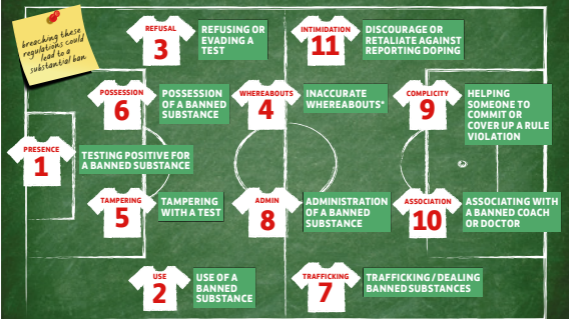 breaching these
regulations could
lead to a
substantial ban
REFUSAL
3
REFUSING OR
EVADING A
TEST
INTIMIDATION
11
DISCOURAGE OR
RETALIATE AGAINST
REPORTING DOPING
POSSESSION
6
POSSESSION
OF A BANNED
SUBSTANCE
WHEREABOUTS
4
INACCURATE
WHEREABOUTS*
COMPLICITY
9
HELPING
SOMEONE TO
COMMIT OR
COVER UP A RULE
VIOLATION
PRESENCE
1
TESTING POSITIVE FOR
A BANNED SUBSTANCE
TAMPERING
5
TAMPERING
WITH A TEST
ADMIN
8
ADMINISTRATION
OF A BANNED
SUBSTANCE
ASSOCIATION
10
ASSOCIATING WITH
A BANNED COACH
OR DOCTOR
USE
2
USE OF A
BANNED
SUBSTANCE
TRAFFICKING
7
TRAFFICKING/DEALING
BANNED SUBSTANCES